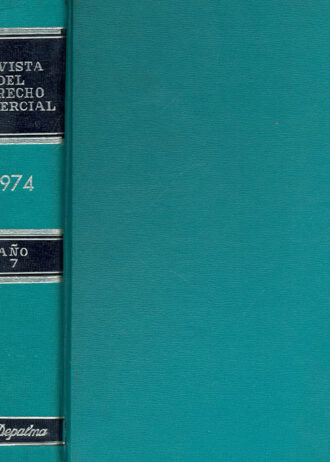 VISTA
DEL
RECHO
ERCIAL
974
AÑO
7
Depalma